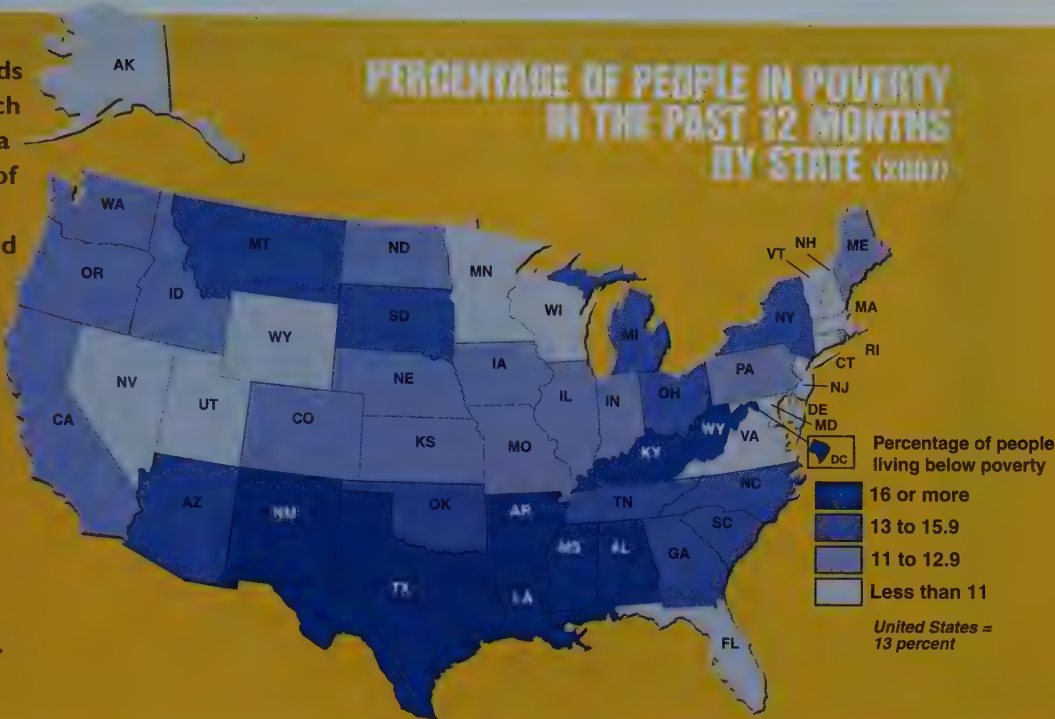 ds
ch
a
of
d
PERCENTAGE OF PEOPLE IN POVERTY
IN THE PAST 12 MONTHS
BY STATE (2007)
AK
WA
MT
ND
MN
OR
ID
WY
SD
WI
MI
VT
NH
ME
NY
MA
RI
CT
NJ
NV
UT
CO
NE
IA
IL
IN
OH
PA
DE
MD
CA
KS
MO
KY
WY
VA
DC
AZ
NM
OK
AR
TN
NC
SC
TX
LA
MS
AL
GA
FL
Percentage of people
living below poverty
16 or more
13 to 15.9
11 to 12.9
Less than 11
United States =
13 percent